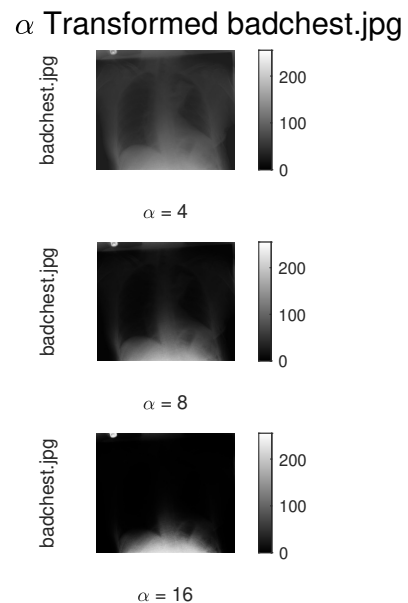 α Transformed badchest.jpg
badchest.jpg
200
100
0
α = 4
badchest.jpg
200
100
0
α = 8
badchest.jpg
200
100
0
α = 16